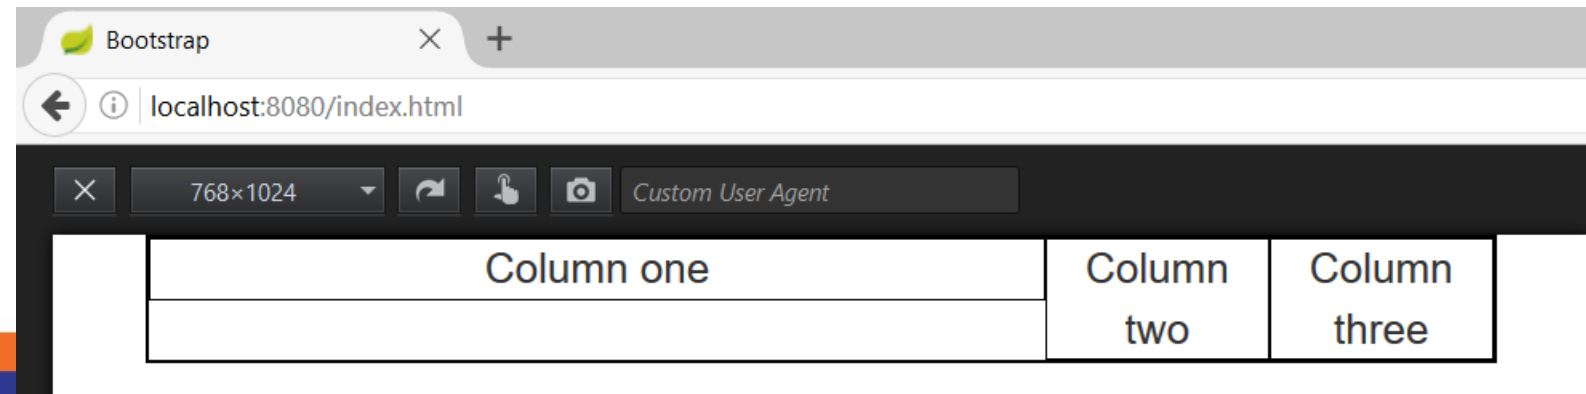 Bootstrap
localhost:8080/index.html
768×1024
Custom User Agent
Column one
Column
two
Column
three